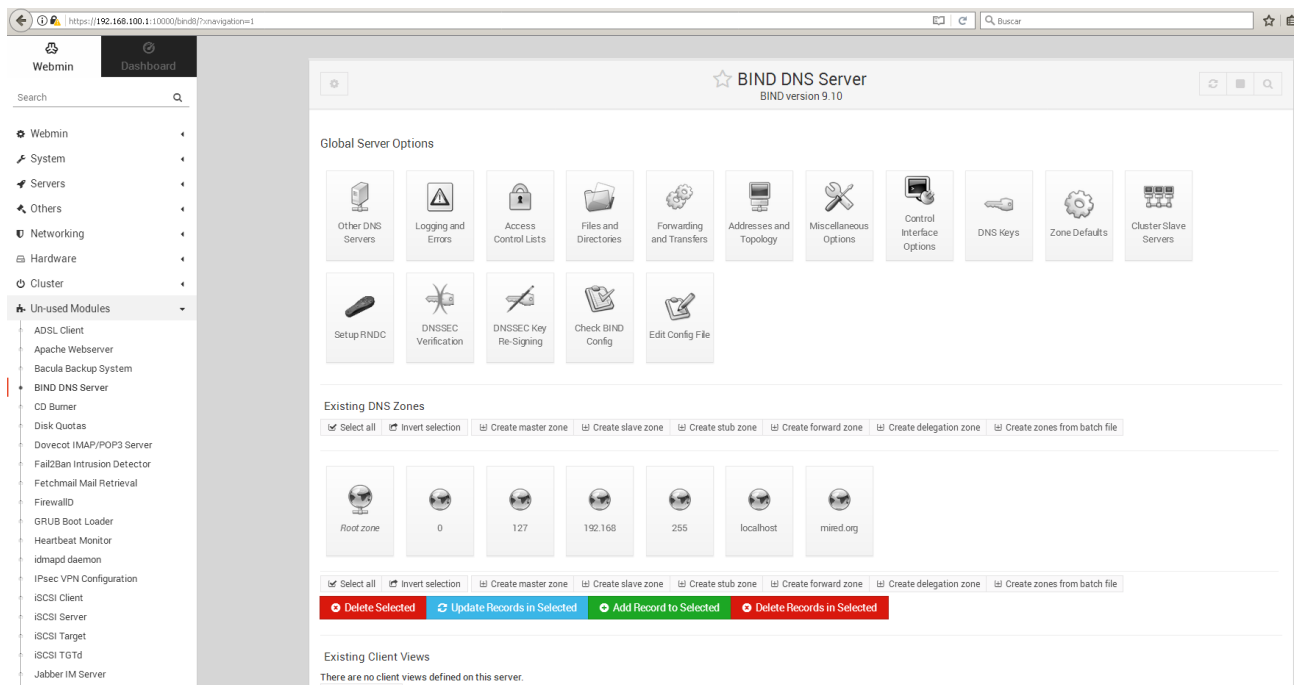 https://192.168.100.1:10000/bind8/?xnavigation=1
Buscar
Webmin
Dashboard
Search
Webmin
System
Servers
Others
Networking
Hardware
Cluster
Un-used Modules
ADSL Client
Apache Webserver
Bacula Backup System
BIND DNS Server
CD Burner
Disk Quotas
Dovecot IMAP/POP3 Server
Fail2Ban Intrusion Detector
Fetchmail Mail Retrieval
FirewallD
GRUB Boot Loader
Heartbeat Monitor
idmapd daemon
IPsec VPN Configuration
iSCSI Client
iSCSI Server
iSCSI Target
iSCSI TGTd
Jabber IM Server
BIND DNS Server
BIND version 9.10
Global Server Options
Other DNS
Servers
Logging and
Errors
Access
Control Lists
Files and
Directories
Forwarding
and Transfers
Addresses and
Topology
Miscellaneous
Options
Control
Interface
Options
DNS Keys
Zone Defaults
Cluster Slave
Servers
Setup RNDC
DNSSEC
Verification
DNSSEC Key
Re-Signing
Check BIND
Config
Edit Config File
Existing DNS Zones
Select all Invert selection Create master zone Create slave zone Create stub zone Create forward zone Create delegation zone Create zones from batch file
Root zone 0 127 192.168 255 localhost mired.org
Select all Invert selection Create master zone Create slave zone Create stub zone Create forward zone Create delegation zone Create zones from batch file
Delete Selected Update Records in Selected Add Record to Selected Delete Records in Selected
Existing Client Views
There are no client views defined on this server.